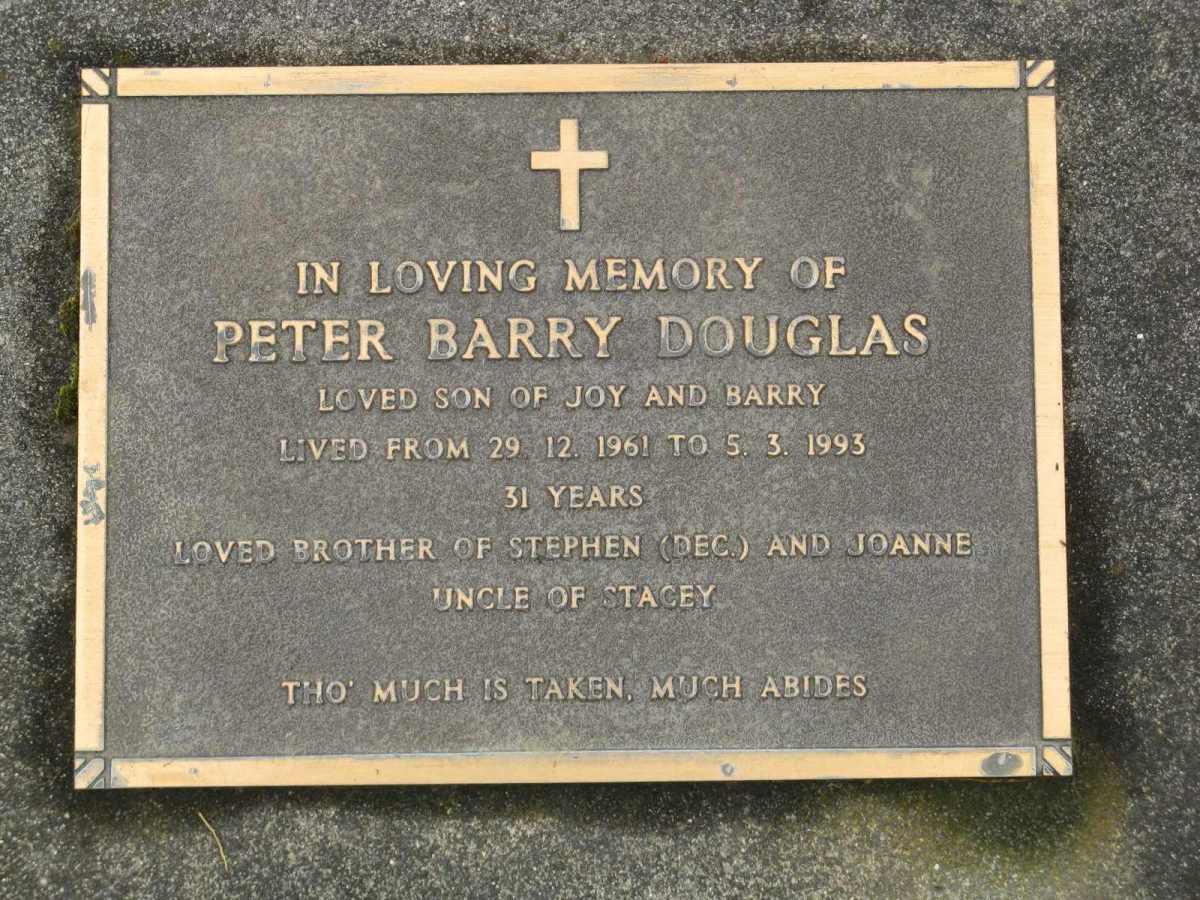 IN LOVING MEMORY OF
PETER BARRY DOUGLAS
LOVED SON OF JOY AND BARRY
LIVED FROM 29. 12. 1961 TO 5. 3. 1993
31 YEARS
LOVED BROTHER OF STEPHEN (DEC.) AND JOANNE
UNCLE OF STACEY
THO' MUCH IS TAKEN, MUCH ABIDES